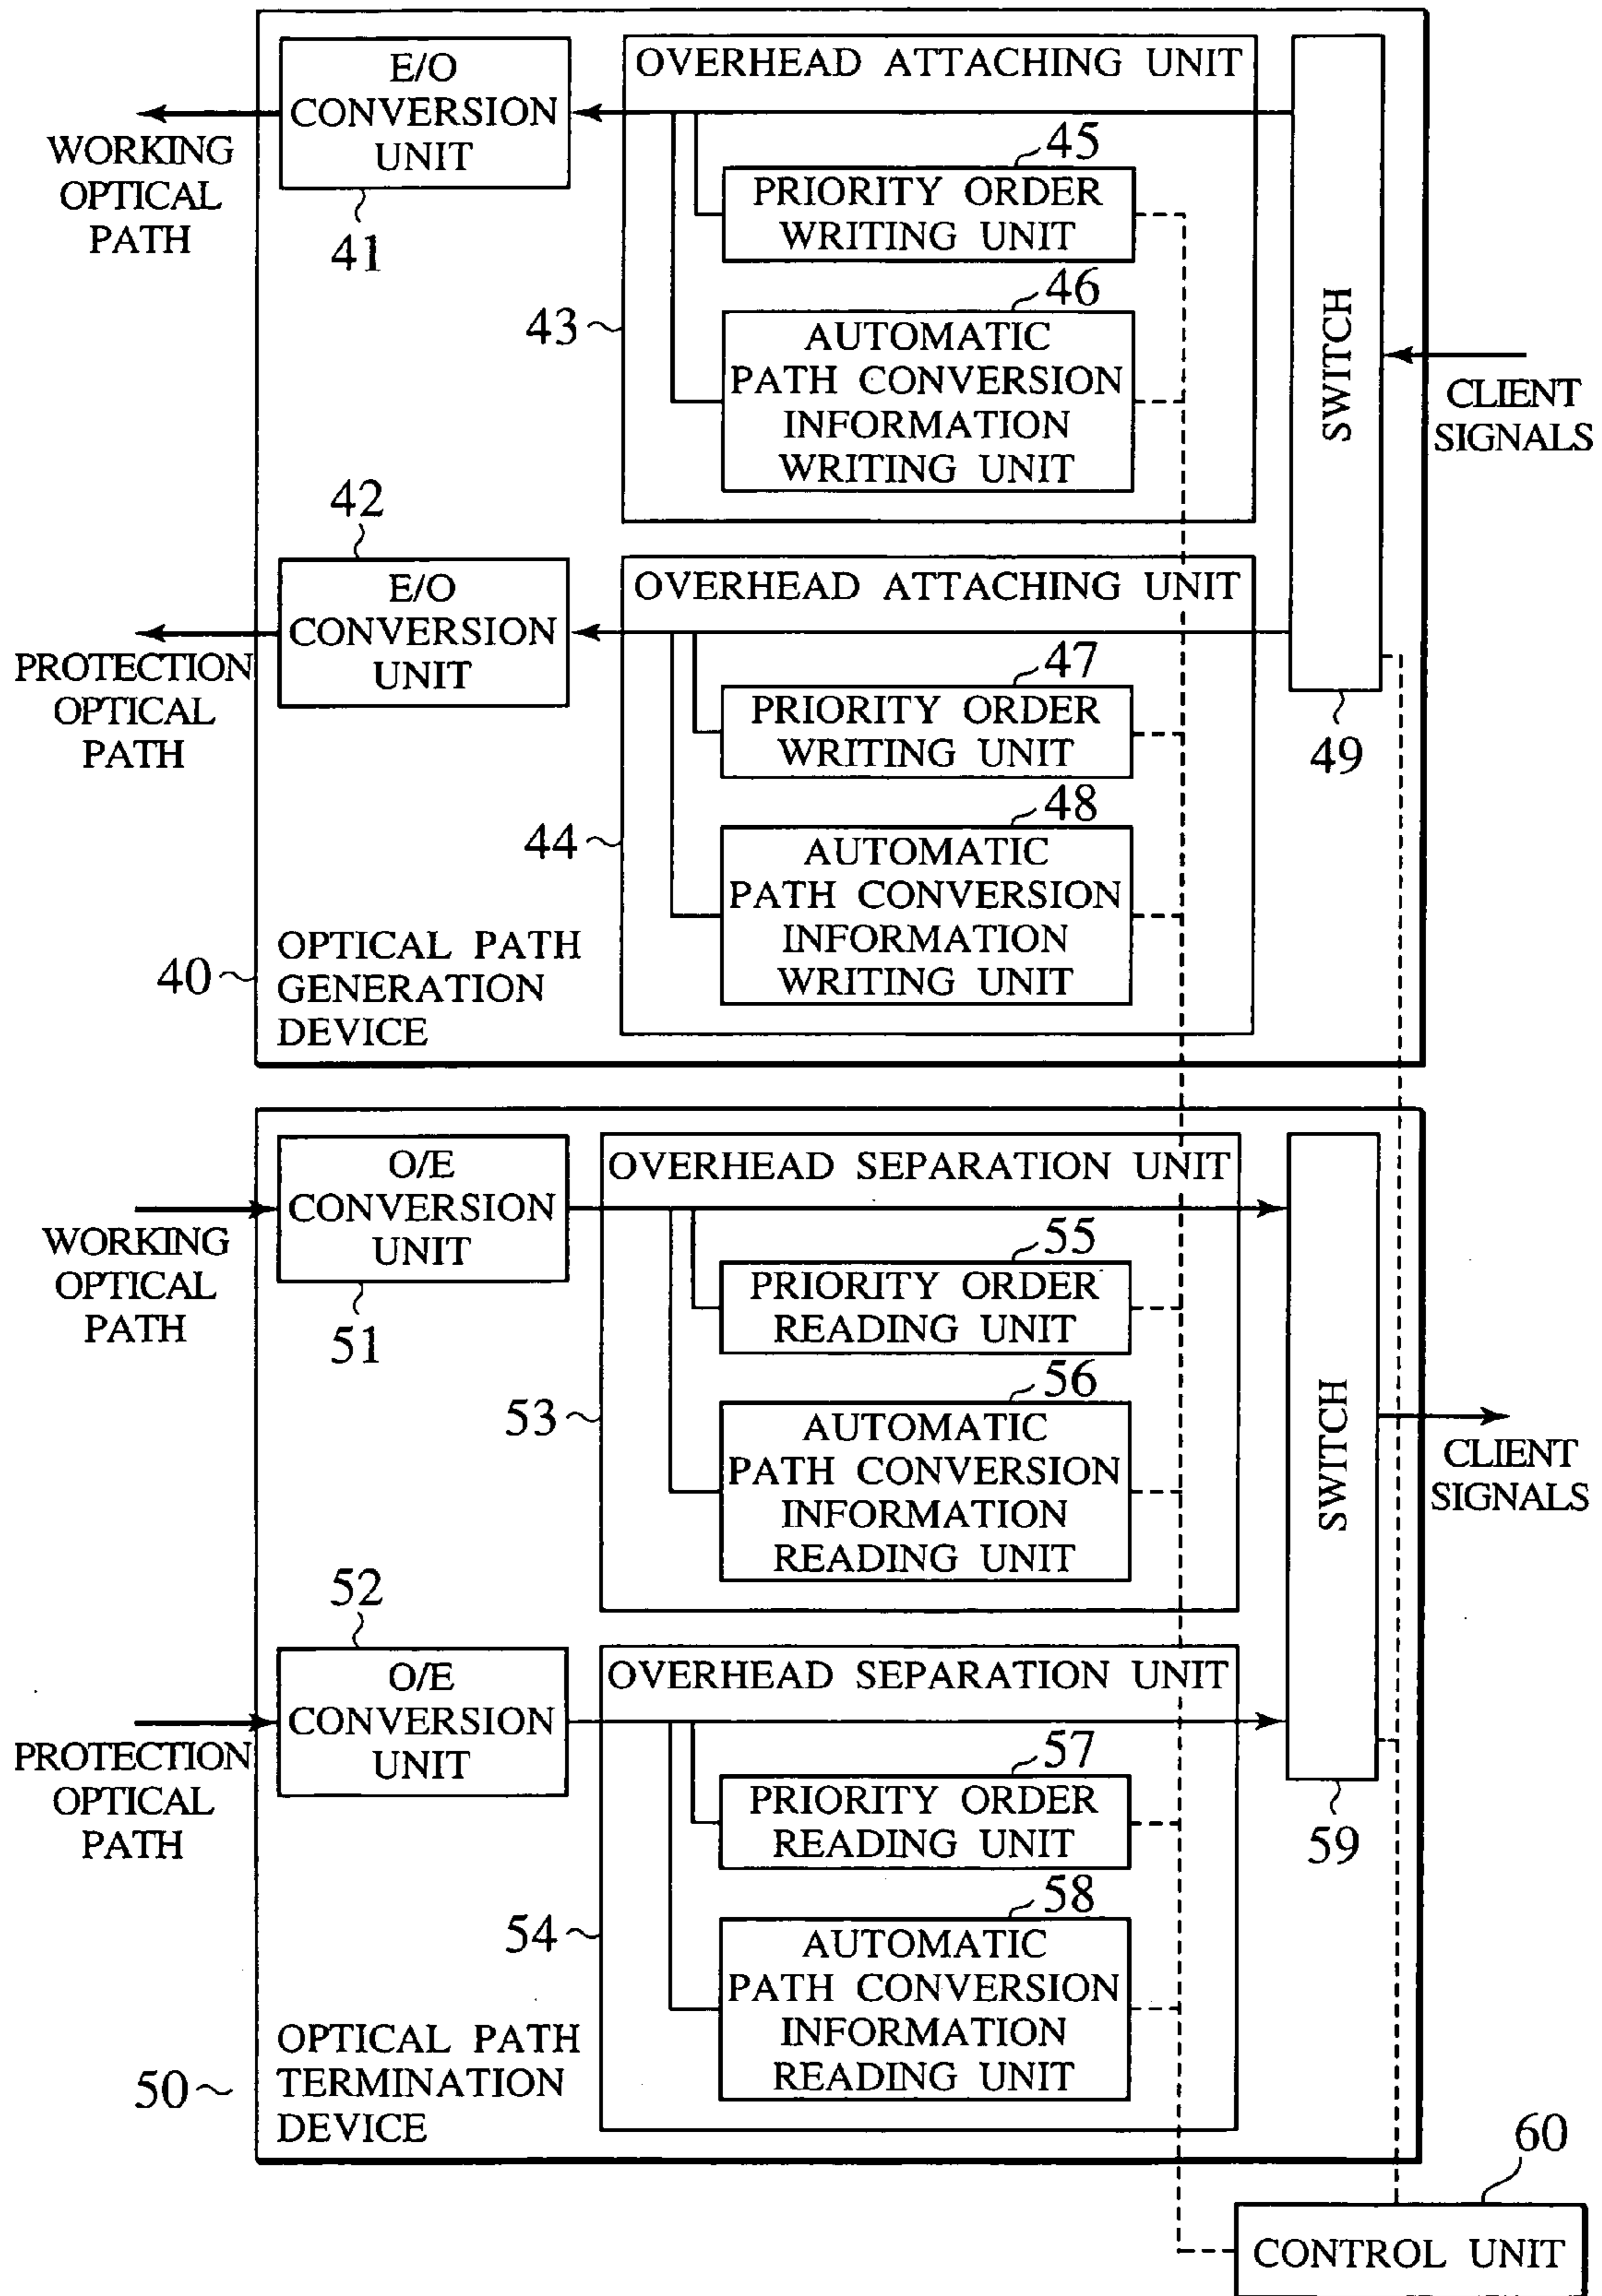 E/O
CONVERSION
UNIT
41
WORKING
OPTICAL
PATH
OVERHEAD ATTACHING UNIT
43
45
PRIORITY ORDER
WRITING UNIT
46
AUTOMATIC
PATH CONVERSION
INFORMATION
WRITING UNIT
SWITCH
49
CLIENT
SIGNALS
42
E/O
CONVERSION
UNIT
PROTECTION
OPTICAL
PATH
OVERHEAD ATTACHING UNIT
44
47
PRIORITY ORDER
WRITING UNIT
48
AUTOMATIC
PATH CONVERSION
INFORMATION
WRITING UNIT
40
OPTICAL PATH
GENERATION
DEVICE
O/E
CONVERSION
UNIT
51
WORKING
OPTICAL
PATH
OVERHEAD SEPARATION UNIT
53
55
PRIORITY ORDER
READING UNIT
56
AUTOMATIC
PATH CONVERSION
INFORMATION
READING UNIT
SWITCH
59
CLIENT
SIGNALS
52
O/E
CONVERSION
UNIT
PROTECTION
OPTICAL
PATH
OVERHEAD SEPARATION UNIT
54
57
PRIORITY ORDER
READING UNIT
58
AUTOMATIC
PATH CONVERSION
INFORMATION
READING UNIT
50
OPTICAL PATH
TERMINATION
DEVICE
60
CONTROL UNIT